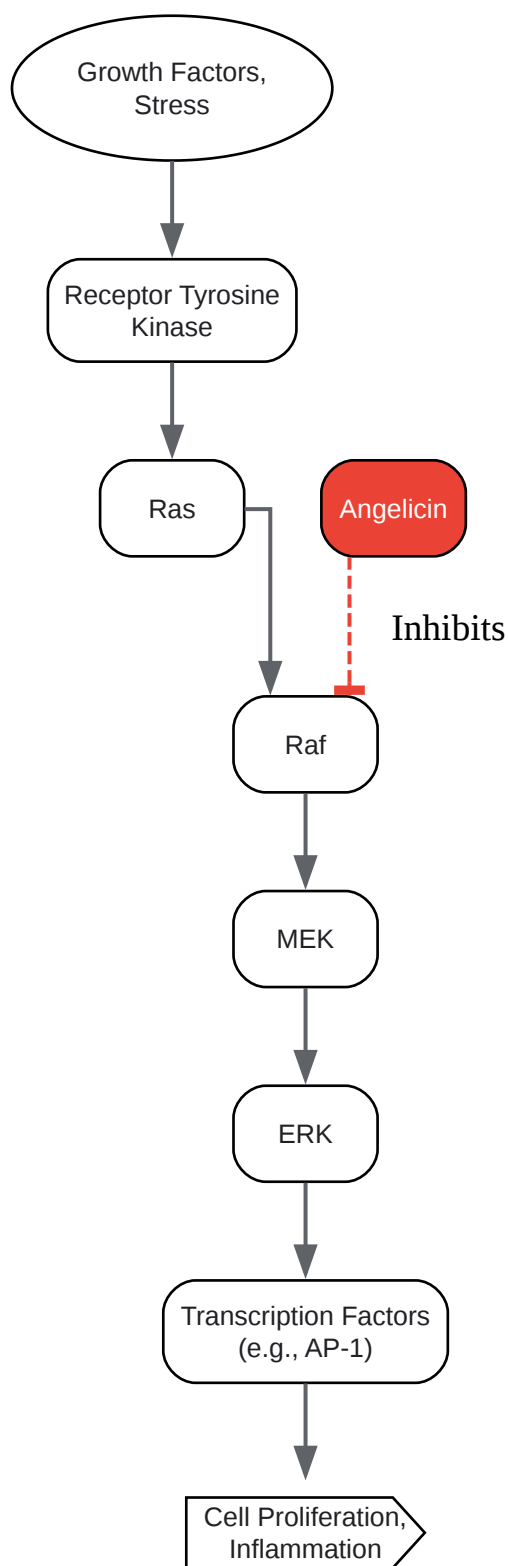 Growth Factors,
Stress
Receptor Tyrosine
Kinase
Ras
Angelicin
Inhibits
Raf
MEK
ERK
Transcription Factors
(e.g., AP-1)
Cell Proliferation,
Inflammation